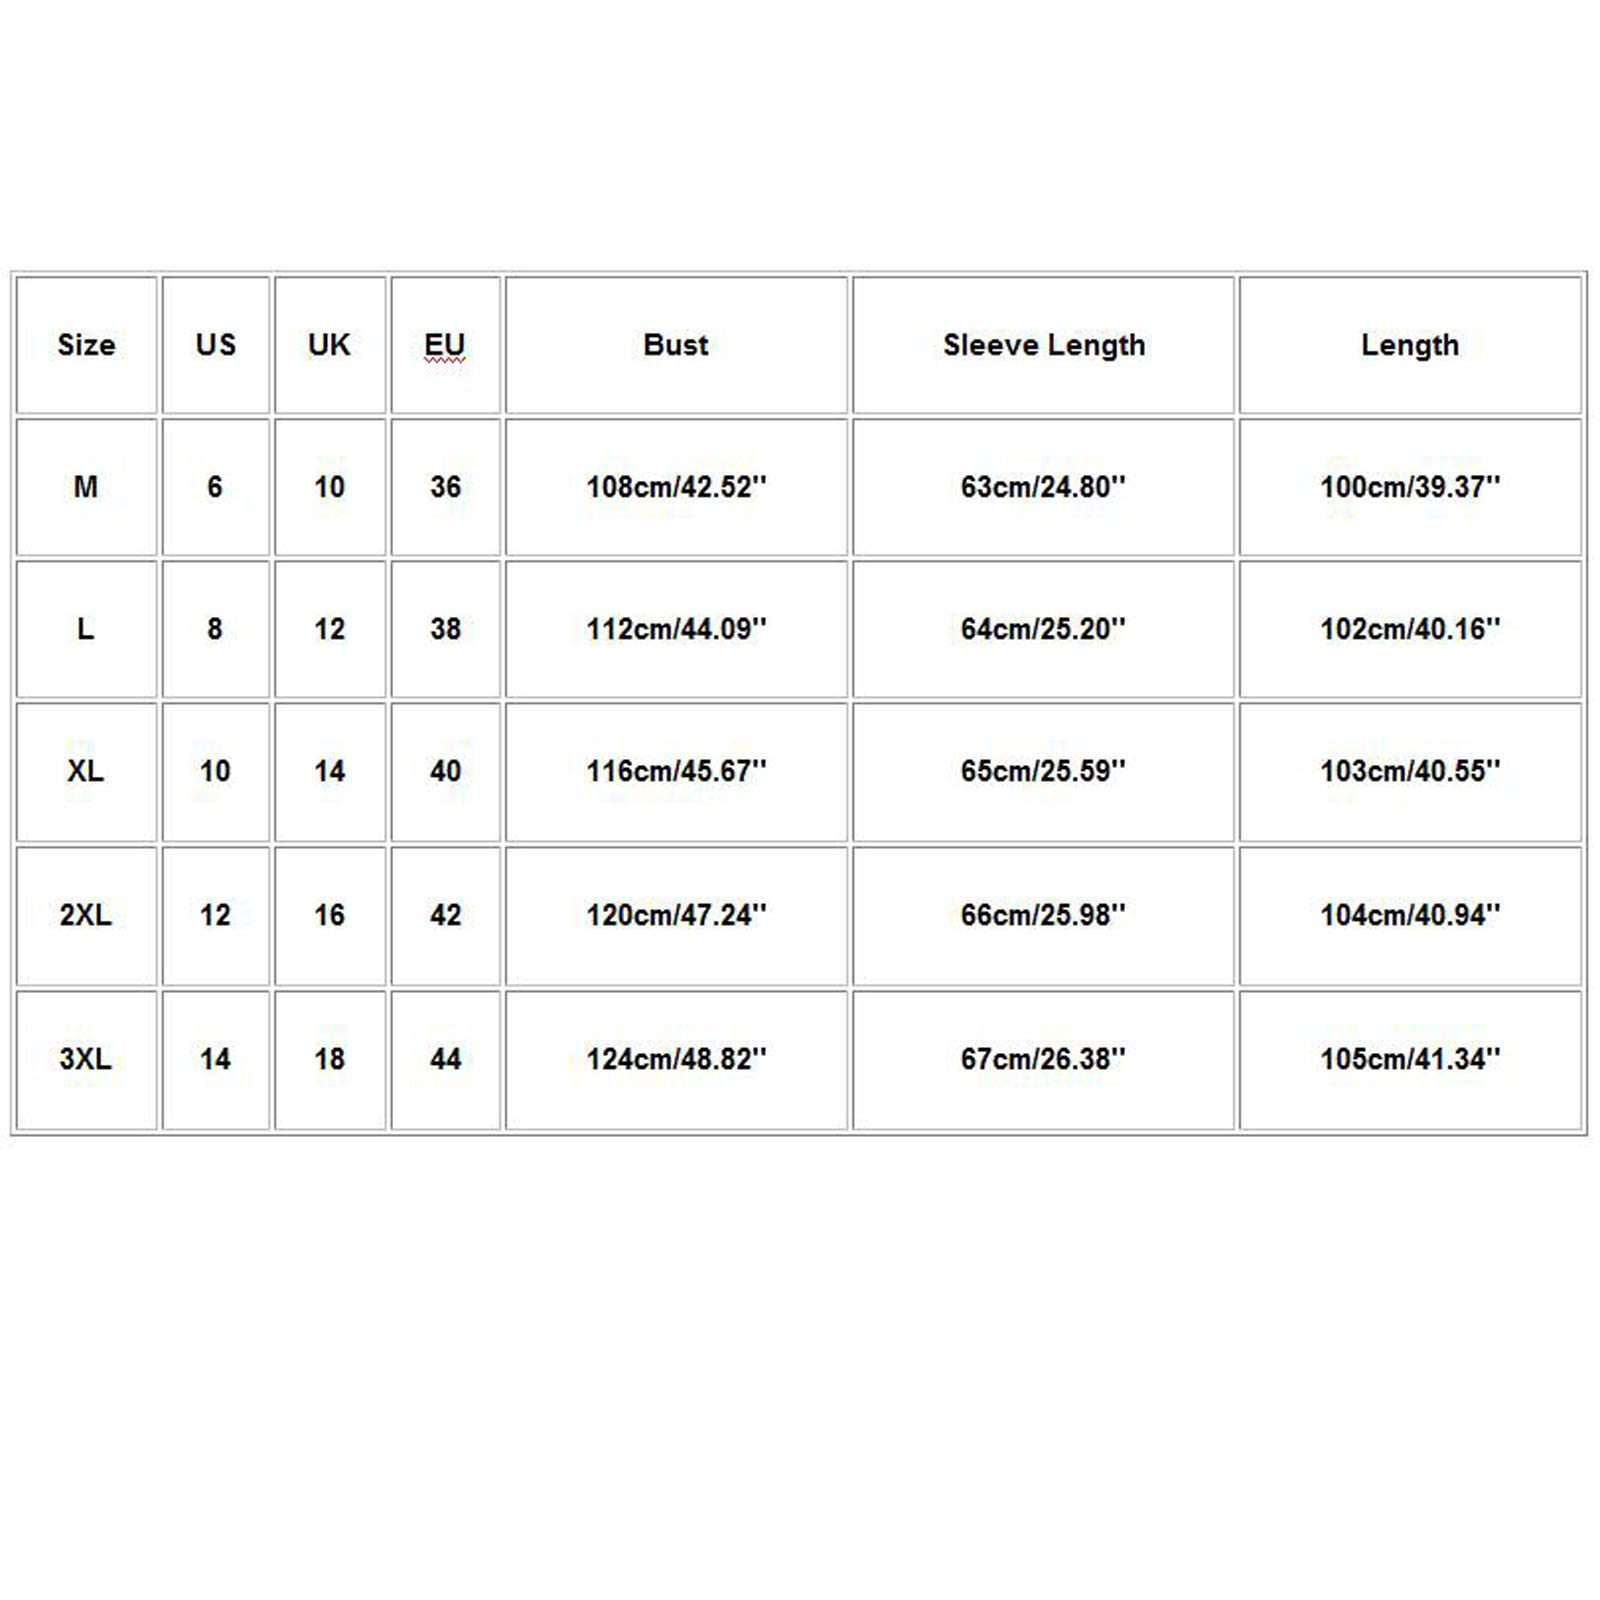 Size US UK EU Bust Sleeve Length Length
M 6 10 36 108cm/42.52'' 63cm/24.80'' 100cm/39.37''
L 8 12 38 112cm/44.09'' 64cm/25.20'' 102cm/40.16''
XL 10 14 40 116cm/45.67'' 65cm/25.59'' 103cm/40.55''
2XL 12 16 42 120cm/47.24'' 66cm/25.98'' 104cm/40.94''
3XL 14 18 44 124cm/48.82'' 67cm/26.38'' 105cm/41.34''